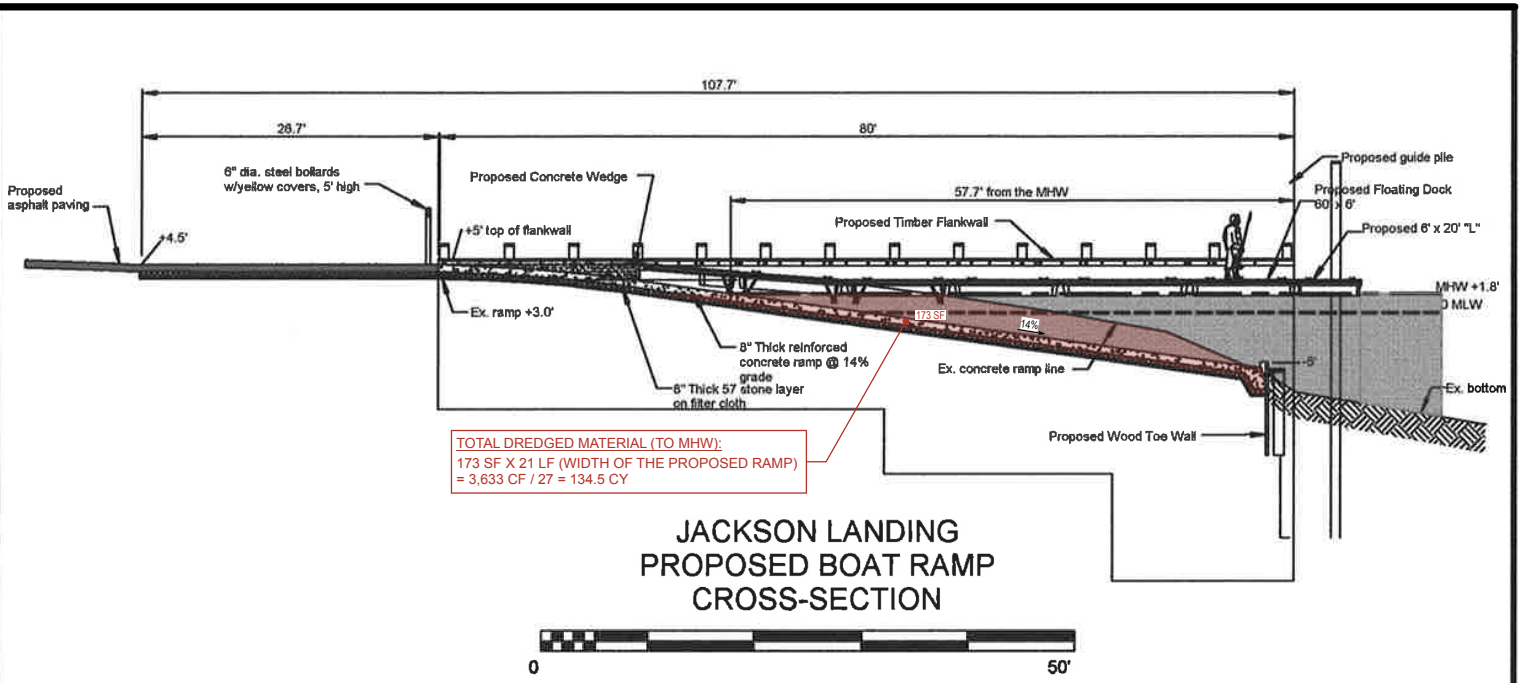 107.7'
26.7'
80'
6" dia. steel bollards
w/yellow covers, 5' high
Proposed Concrete Wedge
Proposed guide pile
Proposed
asphalt paving
57.7' from the MHW
Proposed Floating Dock
60' x 6'
+4.5'
+5' top of flankwall
Proposed Timber Flankwall
Proposed 6' x 20' "L"
MHW +1.8'
0 MLW
Ex. ramp +3.0'
173 SF
14%
8" Thick reinforced
concrete ramp @ 14%
grade
Ex. concrete ramp line
-5'
8" Thick 57 stone layer
on filter cloth
Ex. bottom
TOTAL DREDGED MATERIAL (TO MHW):
173 SF X 21 LF (WIDTH OF THE PROPOSED RAMP)
= 3,633 CF / 27 = 134.5 CY
Proposed Wood Toe Wall
JACKSON LANDING
PROPOSED BOAT RAMP
CROSS-SECTION
0
50'